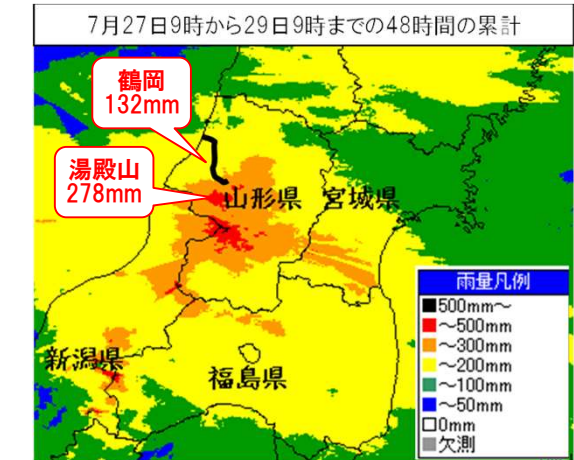 7月27日9時から29日9時までの48時間の累計
鶴岡
132mm
湯殿山
278mm
山形県
宮城県
新潟県
福島県
雨量凡例
500mm～
～500mm
～300mm
～200mm
～100mm
～50mm
0mm
欠測